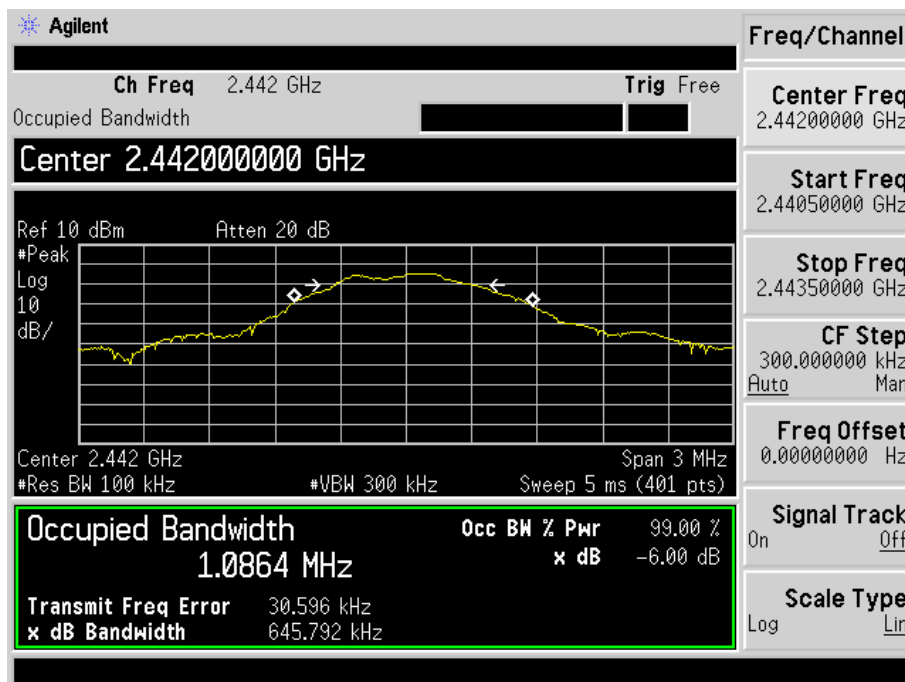 Agilent
Freq/Channel
Ch Freq 2.442 GHz Trig Free
Occupied Bandwidth
Center 2.442000000 GHz
Ref 10 dBm Atten 20 dB
#Peak
Log
10
dB/
Center 2.442 GHz Span 3 MHz
#Res BW 100 kHz #VBW 300 kHz Sweep 5 ms (401 pts)
Occupied Bandwidth Occ BW % Pwr 99.00 %
1.0864 MHz x dB -6.00 dB
Transmit Freq Error 30.596 kHz
x dB Bandwidth 645.792 kHz
Center Freq
2.44200000 GHz
Start Freq
2.44050000 GHz
Stop Freq
2.44350000 GHz
CF Step
300.000000 kHz
Auto Man
Freq Offset
0.00000000 Hz
Signal Track
On Off
Scale Type
Log Lin